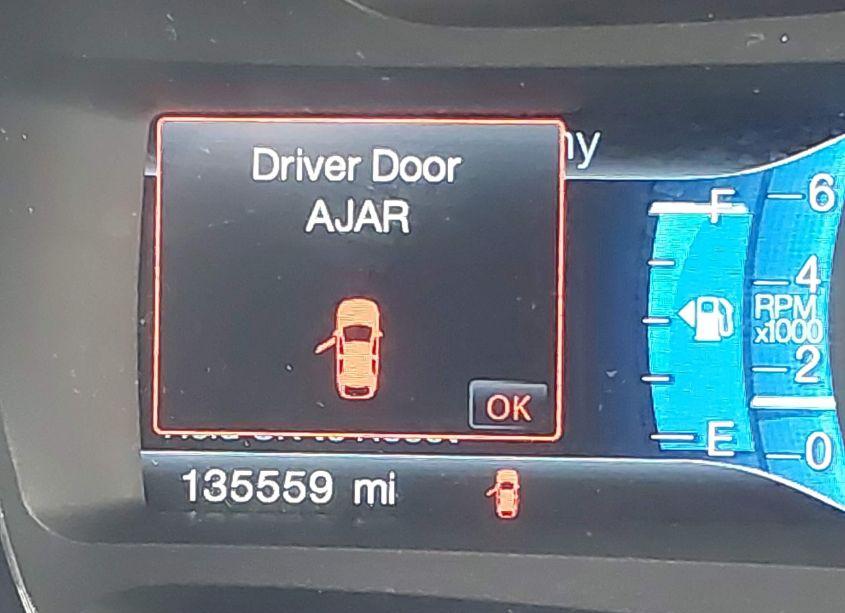 Driver Door
AJAR
OK
135559 mi
F
E
6
4
RPM
x1000
2
0